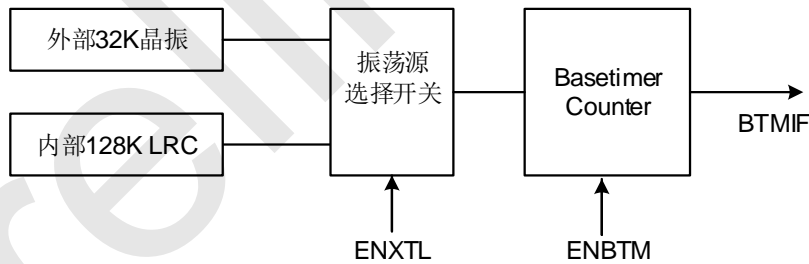 外部32K晶振
内部128K LRC
振荡源
选择开关
Basetimer
Counter
BTMIF
ENXTL
ENBTM